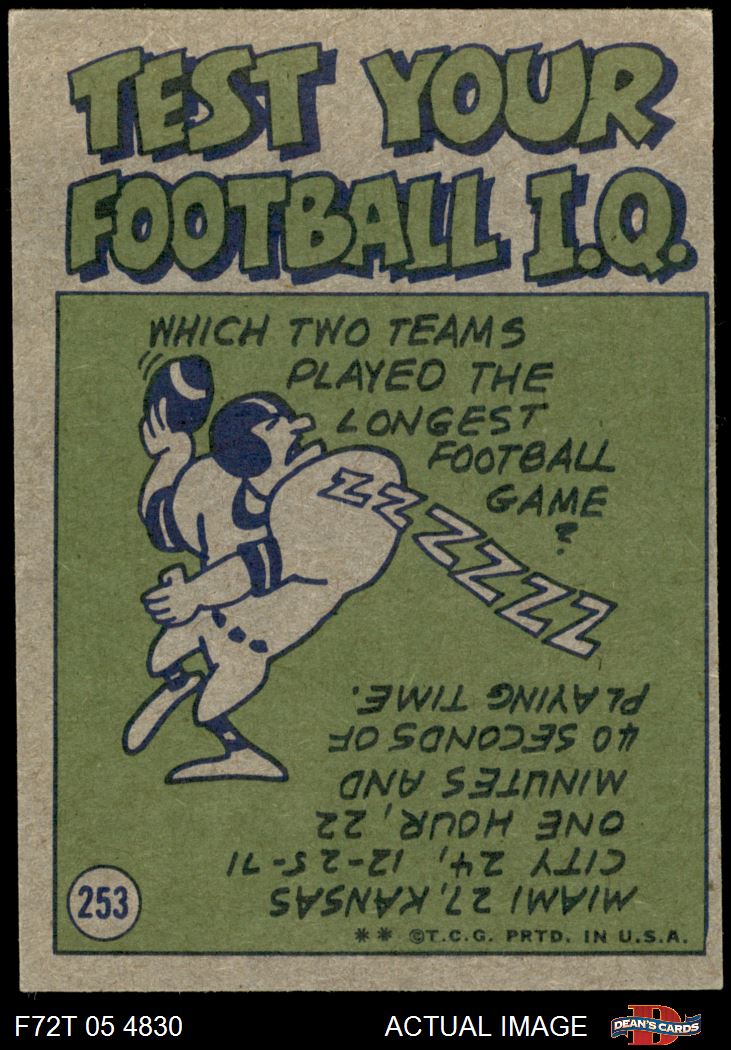 TEST YOUR
FOOTBALL I.Q.
WHICH TWO TEAMS
PLAYED THE
LONGEST
FOOTBALL
GAME
?
ZZZZZZZ
MIAMI 27, KANSAS
CITY 24, 12-25-71
ONE HOUR, 22
MINUTES AND
40 SECONDS OF
PLAYING TIME.
253
** ©T.C.G. PRTD. IN U.S.A.
F72T 05 4830
ACTUAL IMAGE
D
DEAN'S CARDS